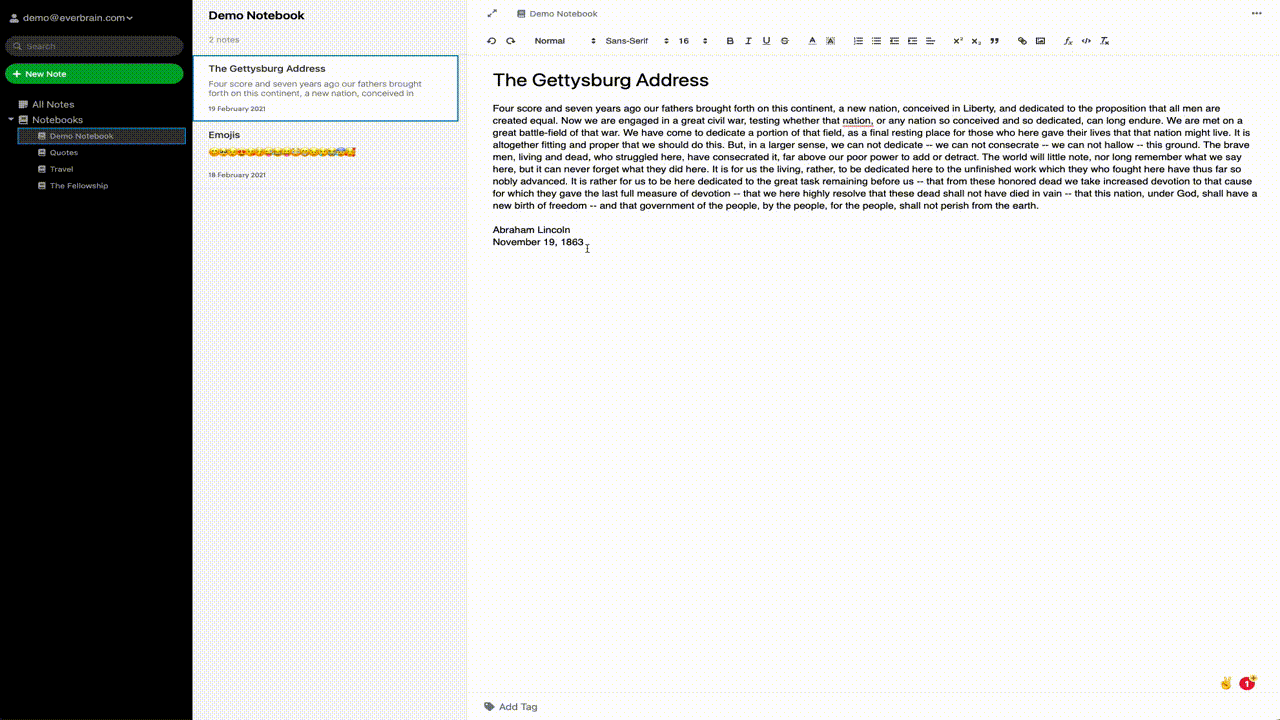 demo@everbrain.com
Search
New Note
All Notes
Notebooks
Demo Notebook
Quotes
Travel
The Fellowship
Demo Notebook
2 notes
The Gettysburg Address
Four score and seven years ago our fathers brought
forth on this continent, a new nation, conceived in
19 February 2021
Emojis
😊😄😍😋😊😄😊😜😊😄😊😎🥰
18 February 2021
Demo Notebook
Normal Sans-Serif 16
The Gettysburg Address
Four score and seven years ago our fathers brought forth on this continent, a new nation, conceived in Liberty, and dedicated to the proposition that all men are
created equal. Now we are engaged in a great civil war, testing whether that nation, or any nation so conceived and so dedicated, can long endure. We are met on a
great battle-field of that war. We have come to dedicate a portion of that field, as a final resting place for those who here gave their lives that that nation might live. It is
altogether fitting and proper that we should do this. But, in a larger sense, we can not dedicate -- we can not consecrate -- we can not hallow -- this ground. The brave
men, living and dead, who struggled here, have consecrated it, far above our poor power to add or detract. The world will little note, nor long remember what we say
here, but it can never forget what they did here. It is for us the living, rather, to be dedicated here to the unfinished work which they who fought here have thus far so
nobly advanced. It is rather for us to be here dedicated to the great task remaining before us -- that from these honored dead we take increased devotion to that cause
for which they gave the last full measure of devotion -- that we here highly resolve that these dead shall not have died in vain -- that this nation, under God, shall have a
new birth of freedom -- and that government of the people, by the people, for the people, shall not perish from the earth.
Abraham Lincoln
November 19, 1863
1
Add Tag